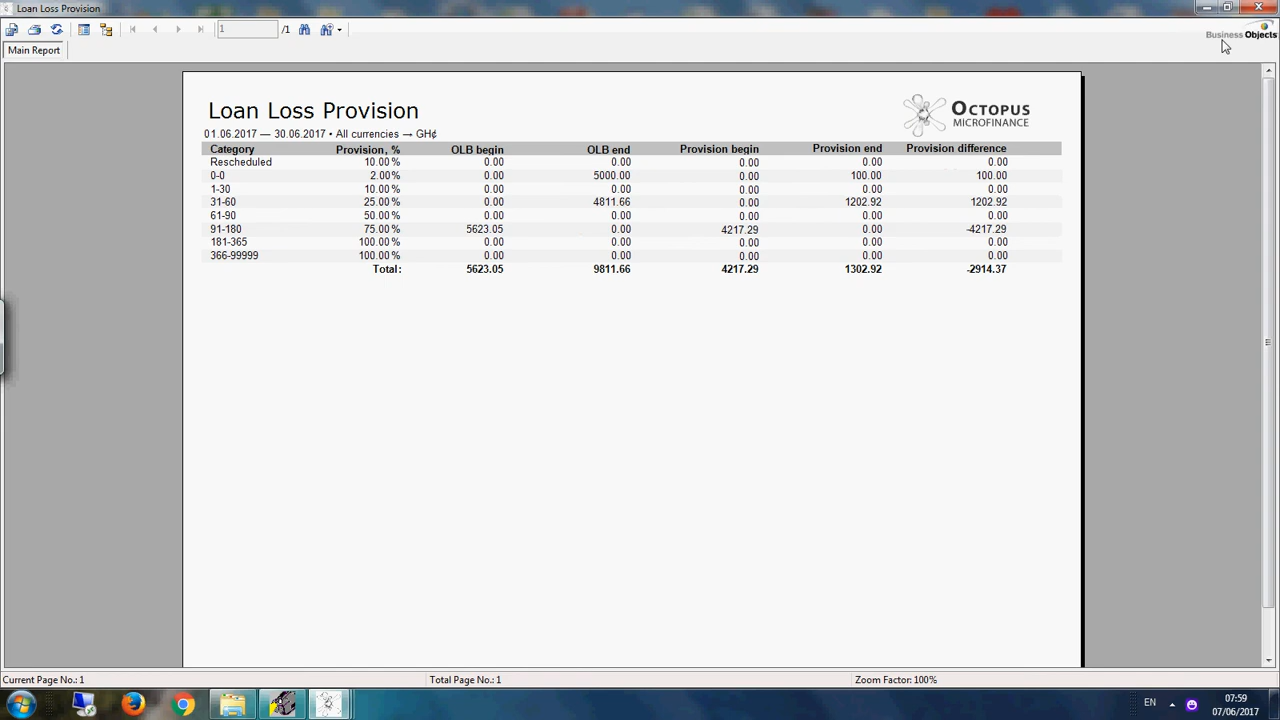 Loan Loss Provision
1 /1
Business Objects
Main Report
Loan Loss Provision
OCTOPUS
MICROFINANCE
01.06.2017 — 30.06.2017 • All currencies → GH¢
Category Provision, % OLB begin OLB end Provision begin Provision end Provision difference
Rescheduled 10.00 % 0.00 0.00 0.00 0.00 0.00
0-0 2.00 % 0.00 5000.00 0.00 100.00 100.00
1-30 10.00 % 0.00 0.00 0.00 0.00 0.00
31-60 25.00 % 0.00 4811.66 0.00 1202.92 1202.92
61-90 50.00 % 0.00 0.00 0.00 0.00 0.00
91-180 75.00 % 5623.05 0.00 4217.29 0.00 -4217.29
181-365 100.00 % 0.00 0.00 0.00 0.00 0.00
366-99999 100.00 % 0.00 0.00 0.00 0.00 0.00
Total: 5623.05 9811.66 4217.29 1302.92 -2914.37
Current Page No.: 1 Total Page No.: 1 Zoom Factor: 100%
EN
07:59
07/06/2017